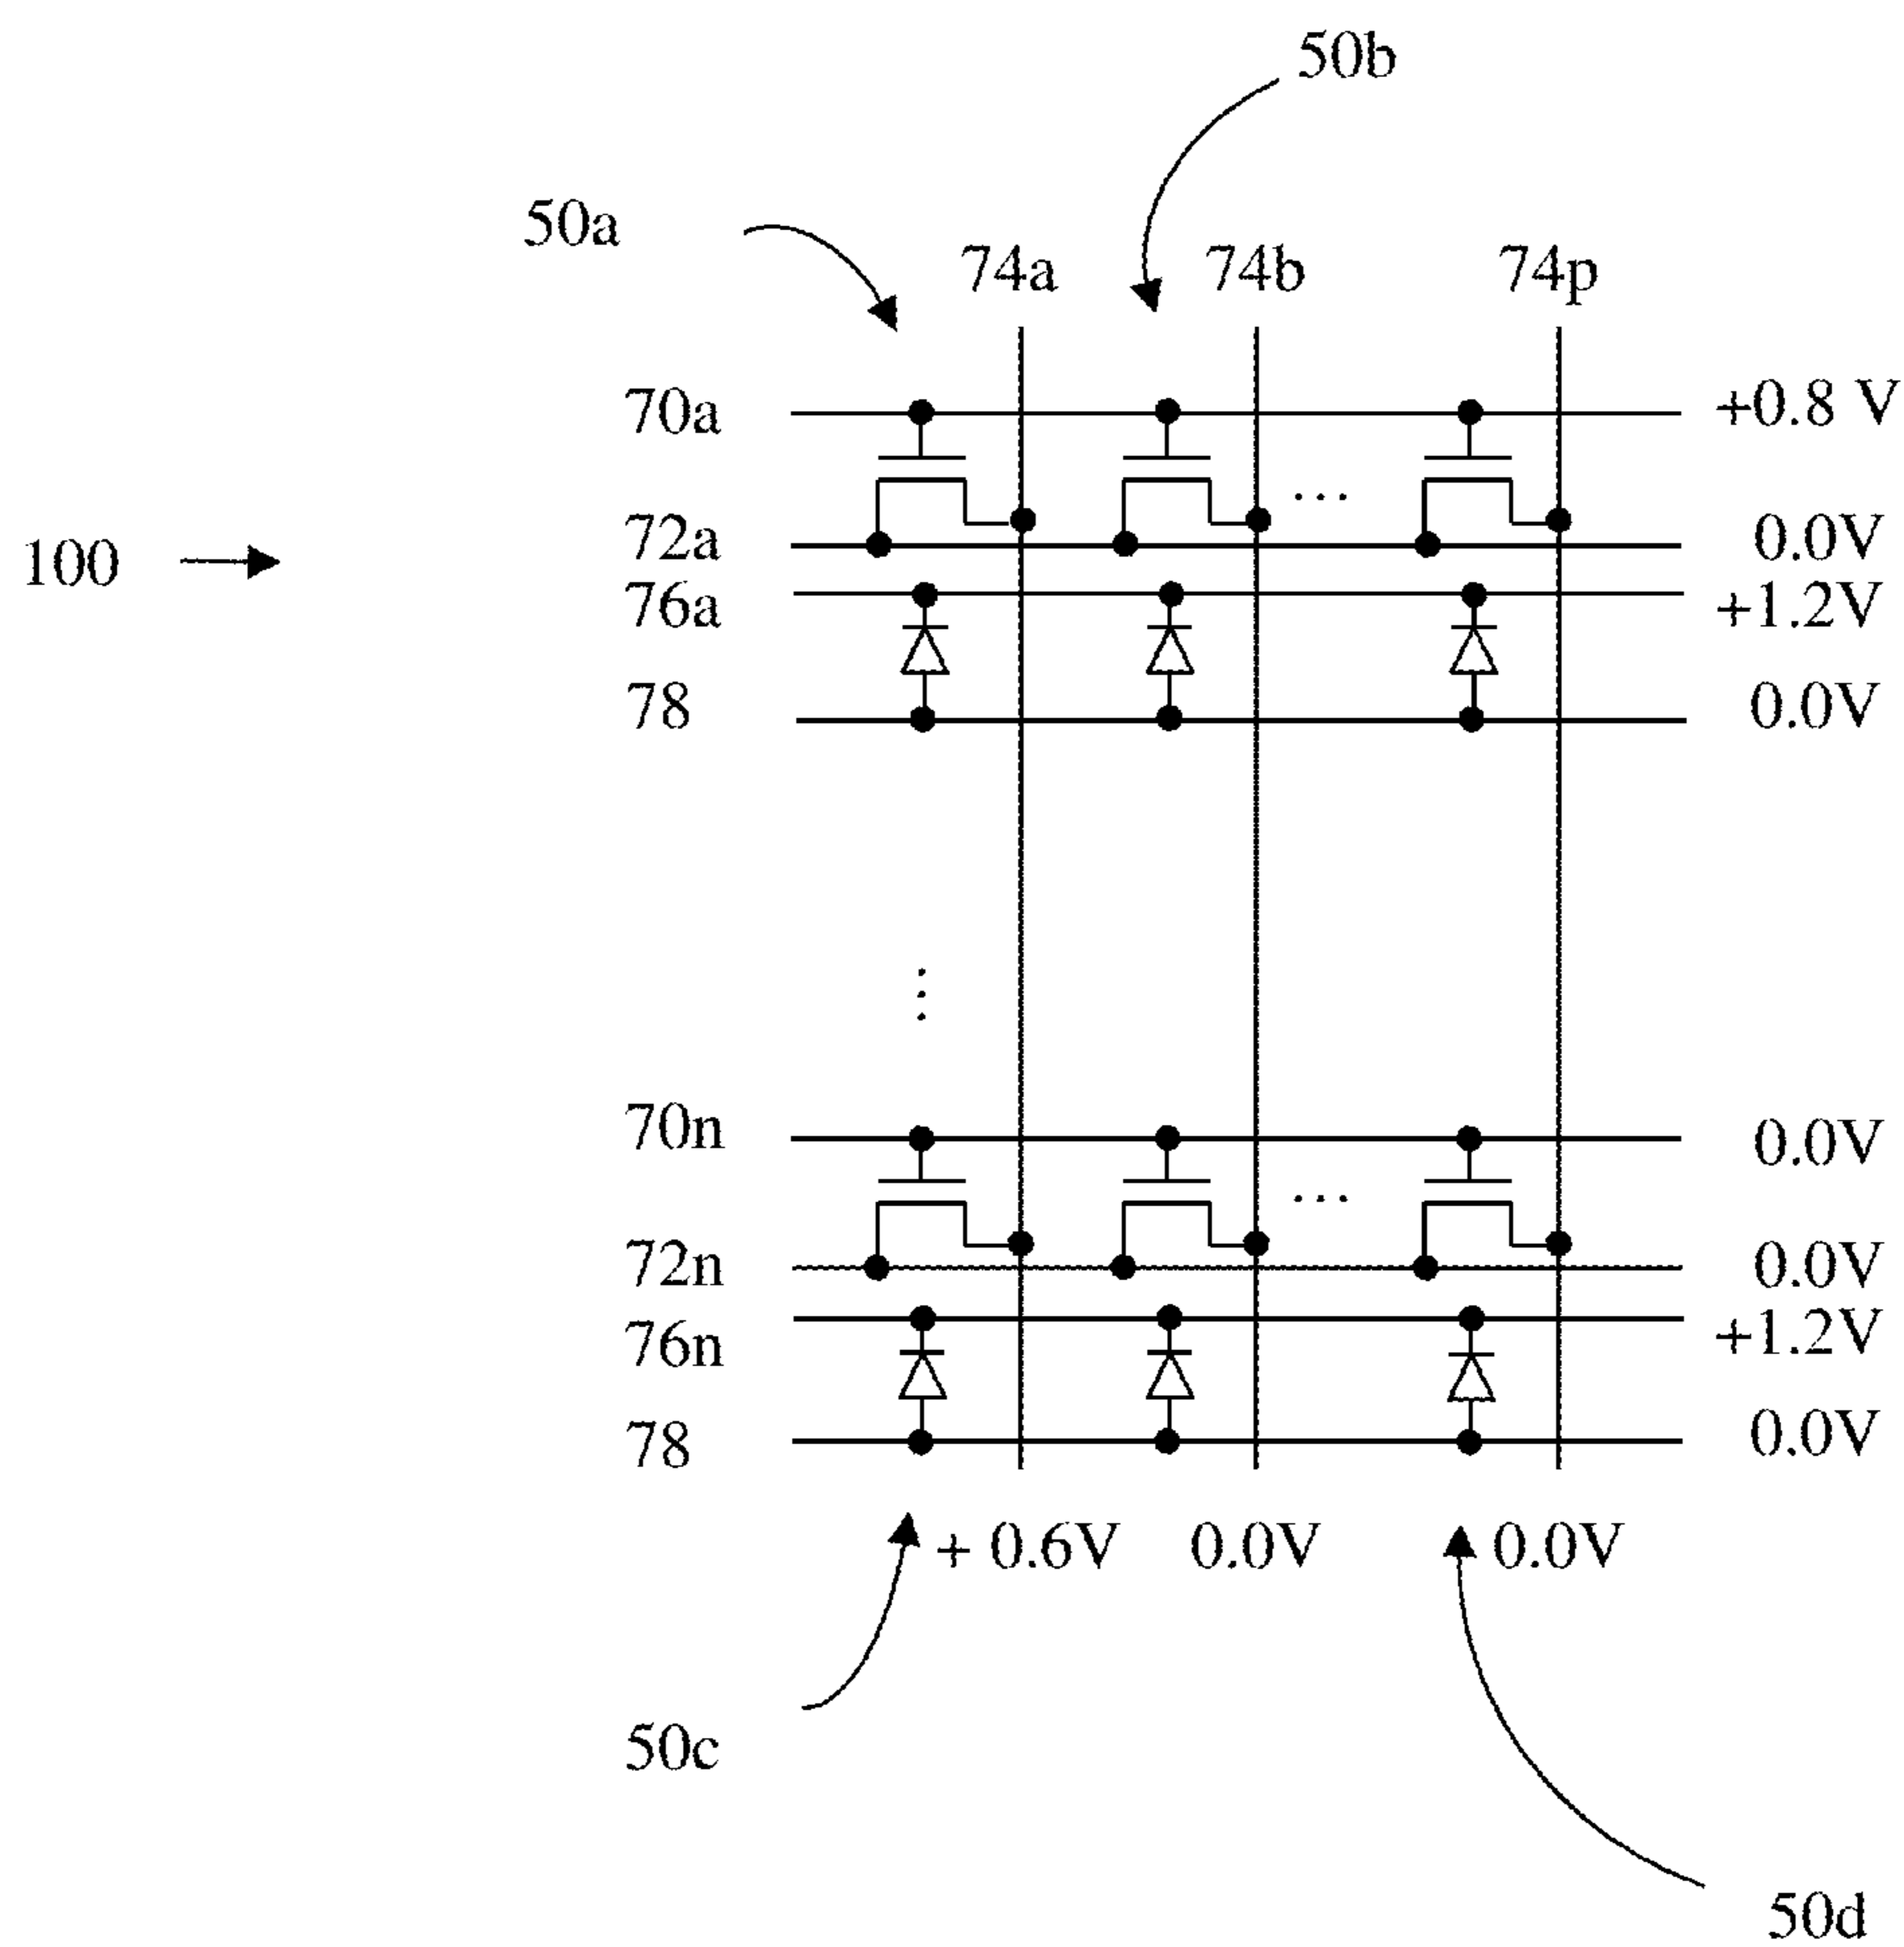 50b
50a
74a 74b 74p
70a +0.8 V
...
72a 0.0V
100
76a +1.2V
78 0.0V
⋮
70n 0.0V
...
72n 0.0V
76n +1.2V
78 0.0V
+ 0.6V 0.0V 0.0V
50c
50d